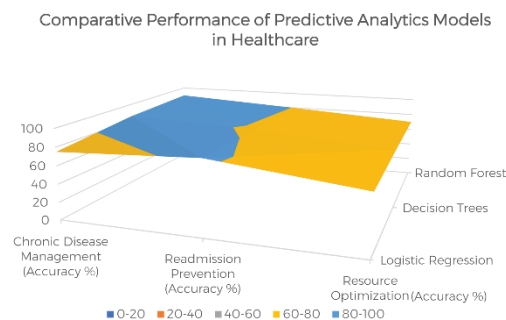 Comparative Performance of Predictive Analytics Models
in Healthcare
100
80
60
40
20
0
Random Forest
Decision Trees
Logistic Regression
Chronic Disease
Management
(Accuracy %)
Readmission
Prevention
(Accuracy %)
Resource
Optimization (Accuracy %)
0-20 20-40 40-60 60-80 80-100